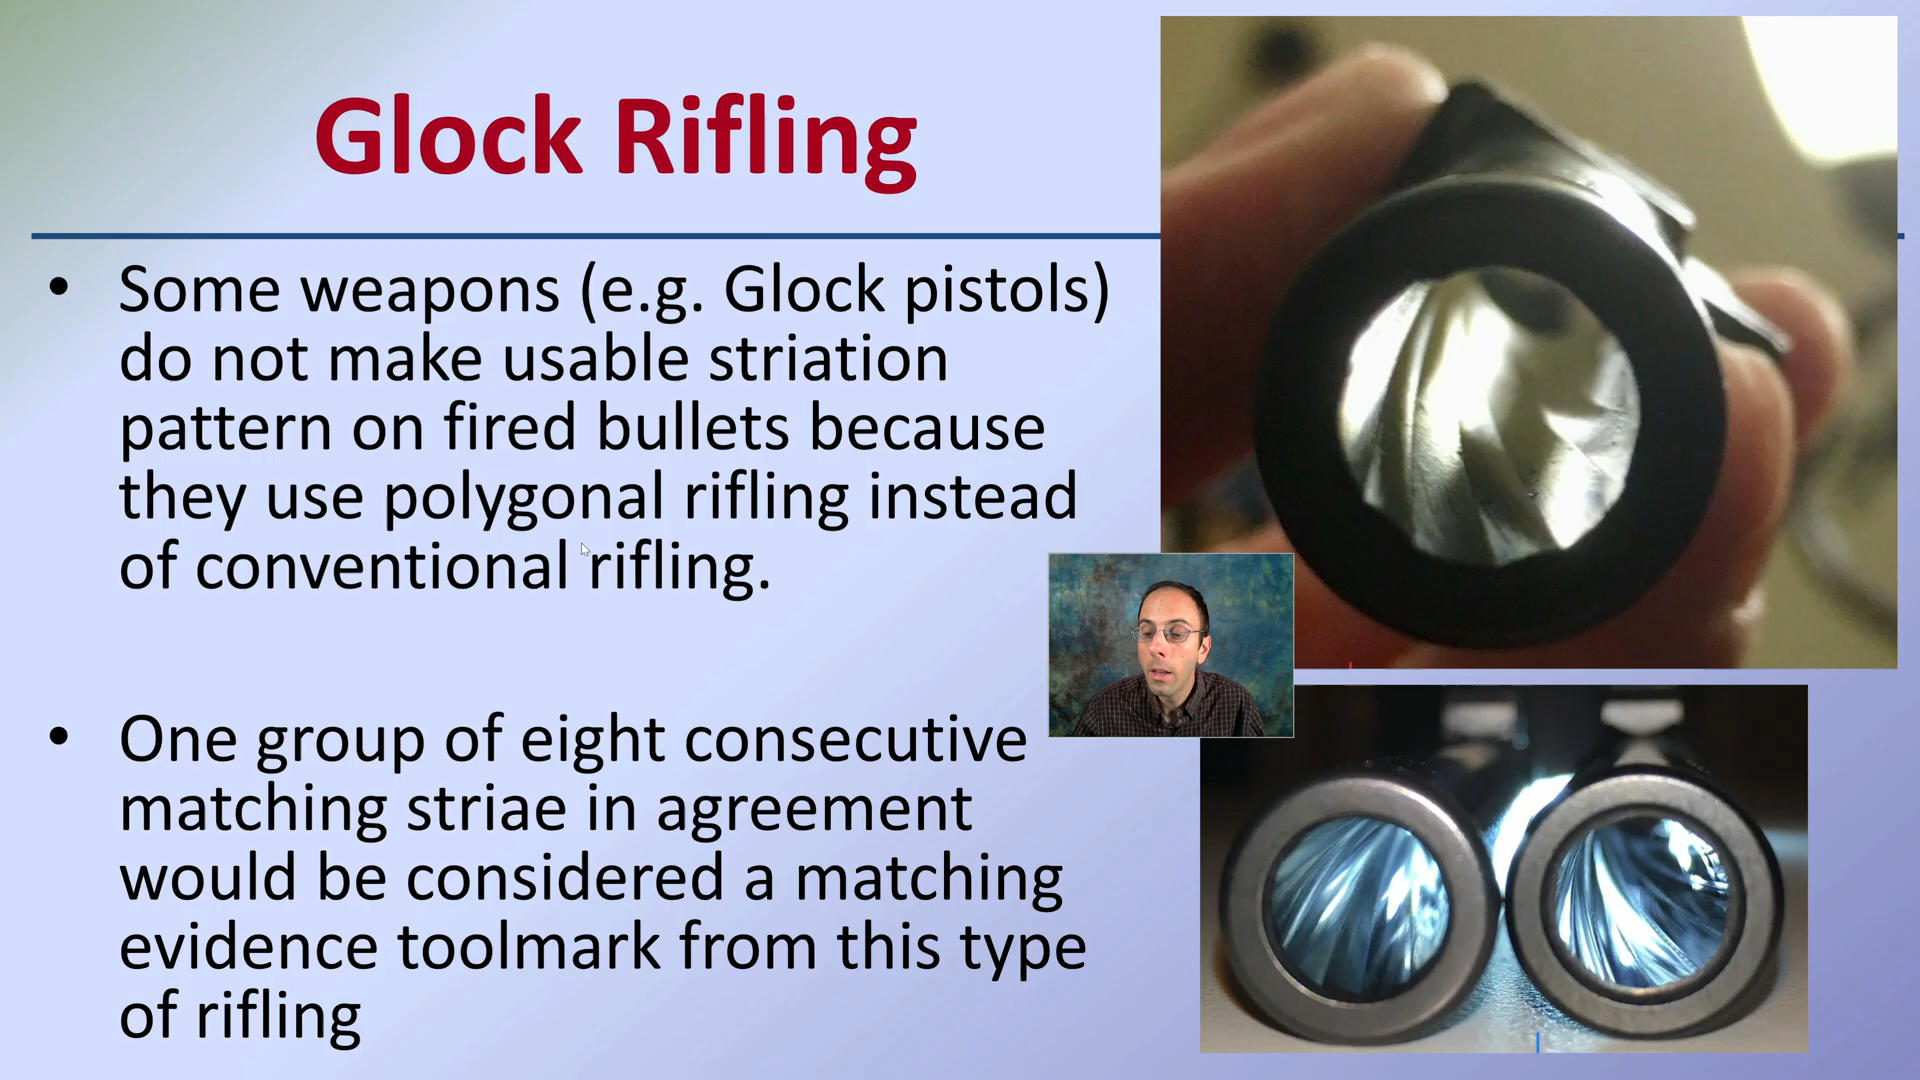 Glock Rifling
• Some weapons (e.g. Glock pistols)
do not make usable striation
pattern on fired bullets because
they use polygonal rifling instead
of conventional rifling.
• One group of eight consecutive
matching striae in agreement
would be considered a matching
evidence toolmark from this type
of rifling